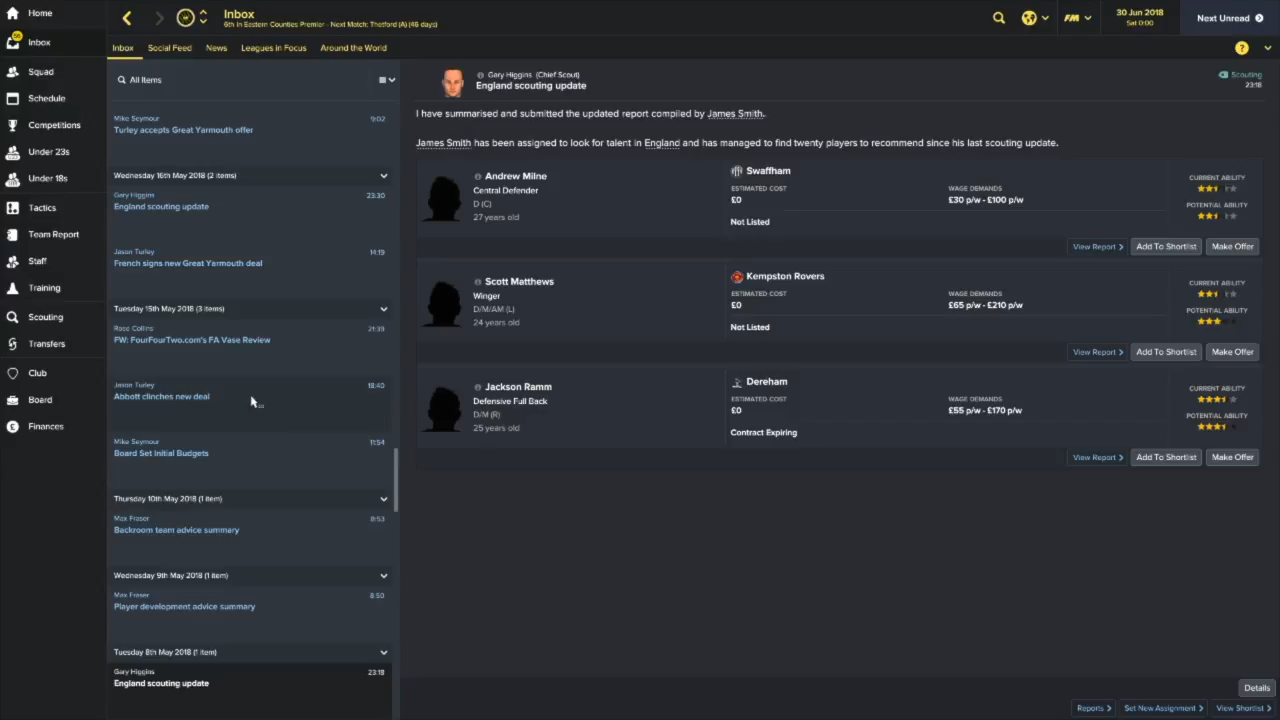 Home
56
Inbox
Squad
Schedule
Competitions
Under 23s
Under 18s
Tactics
Team Report
Staff
Training
Scouting
Transfers
Club
Board
Finances
Inbox
6th in Eastern Counties Premier - Next Match: Thetford (A) (46 days)
FM
30 Jun 2018
Sat 0:00
Next Unread
Inbox
Social Feed
News
Leagues in Focus
Around the World
?
All Items
Mike Seymour 9:02
Turley accepts Great Yarmouth offer
Wednesday 16th May 2018 (2 items)
Gary Higgins 23:30
England scouting update
Jason Turley 14:19
French signs new Great Yarmouth deal
Tuesday 15th May 2018 (3 items)
Rose Collins 21:39
FW: FourFourTwo.com's FA Vase Review
Jason Turley 18:40
Abbott clinches new deal
Mike Seymour 11:54
Board Set Initial Budgets
Thursday 10th May 2018 (1 item)
Max Fraser 8:53
Backroom team advice summary
Wednesday 9th May 2018 (1 item)
Max Fraser 8:50
Player development advice summary
Tuesday 8th May 2018 (1 item)
Gary Higgins 23:18
England scouting update
Gary Higgins (Chief Scout)
England scouting update
Scouting
23:18
I have summarised and submitted the updated report compiled by James Smith.
James Smith has been assigned to look for talent in England and has managed to find twenty players to recommend since his last scouting update.
Andrew Milne
Central Defender
D (C)
27 years old
Swaffham
ESTIMATED COST
£0
WAGE DEMANDS
£30 p/w - £100 p/w
Not Listed
CURRENT ABILITY
POTENTIAL ABILITY
View Report
Add To Shortlist
Make Offer
Scott Matthews
Winger
D/M/AM (L)
24 years old
Kempston Rovers
ESTIMATED COST
£0
WAGE DEMANDS
£65 p/w - £210 p/w
Not Listed
CURRENT ABILITY
POTENTIAL ABILITY
View Report
Add To Shortlist
Make Offer
Jackson Ramm
Defensive Full Back
D/M (R)
25 years old
Dereham
ESTIMATED COST
£0
WAGE DEMANDS
£55 p/w - £170 p/w
Contract Expiring
CURRENT ABILITY
POTENTIAL ABILITY
View Report
Add To Shortlist
Make Offer
Details
Reports
Set New Assignment
View Shortlist